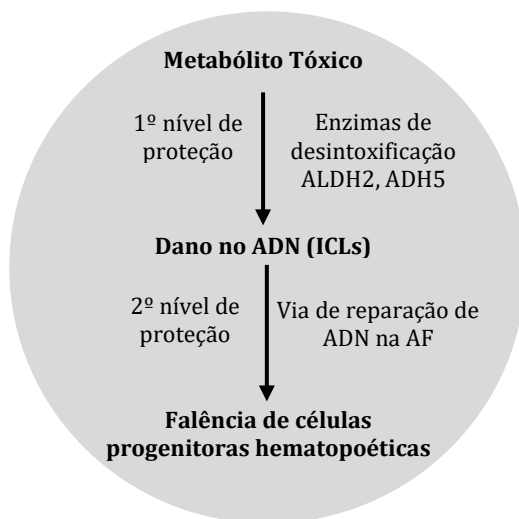 Metabólito Tóxico
1º nível de
proteção
Enzimas de
desintoxificação
ALDH2, ADH5
Dano no ADN (ICLs)
2º nível de
proteção
Via de reparação de
ADN na AF
Falência de células
progenitoras hematopoéticas